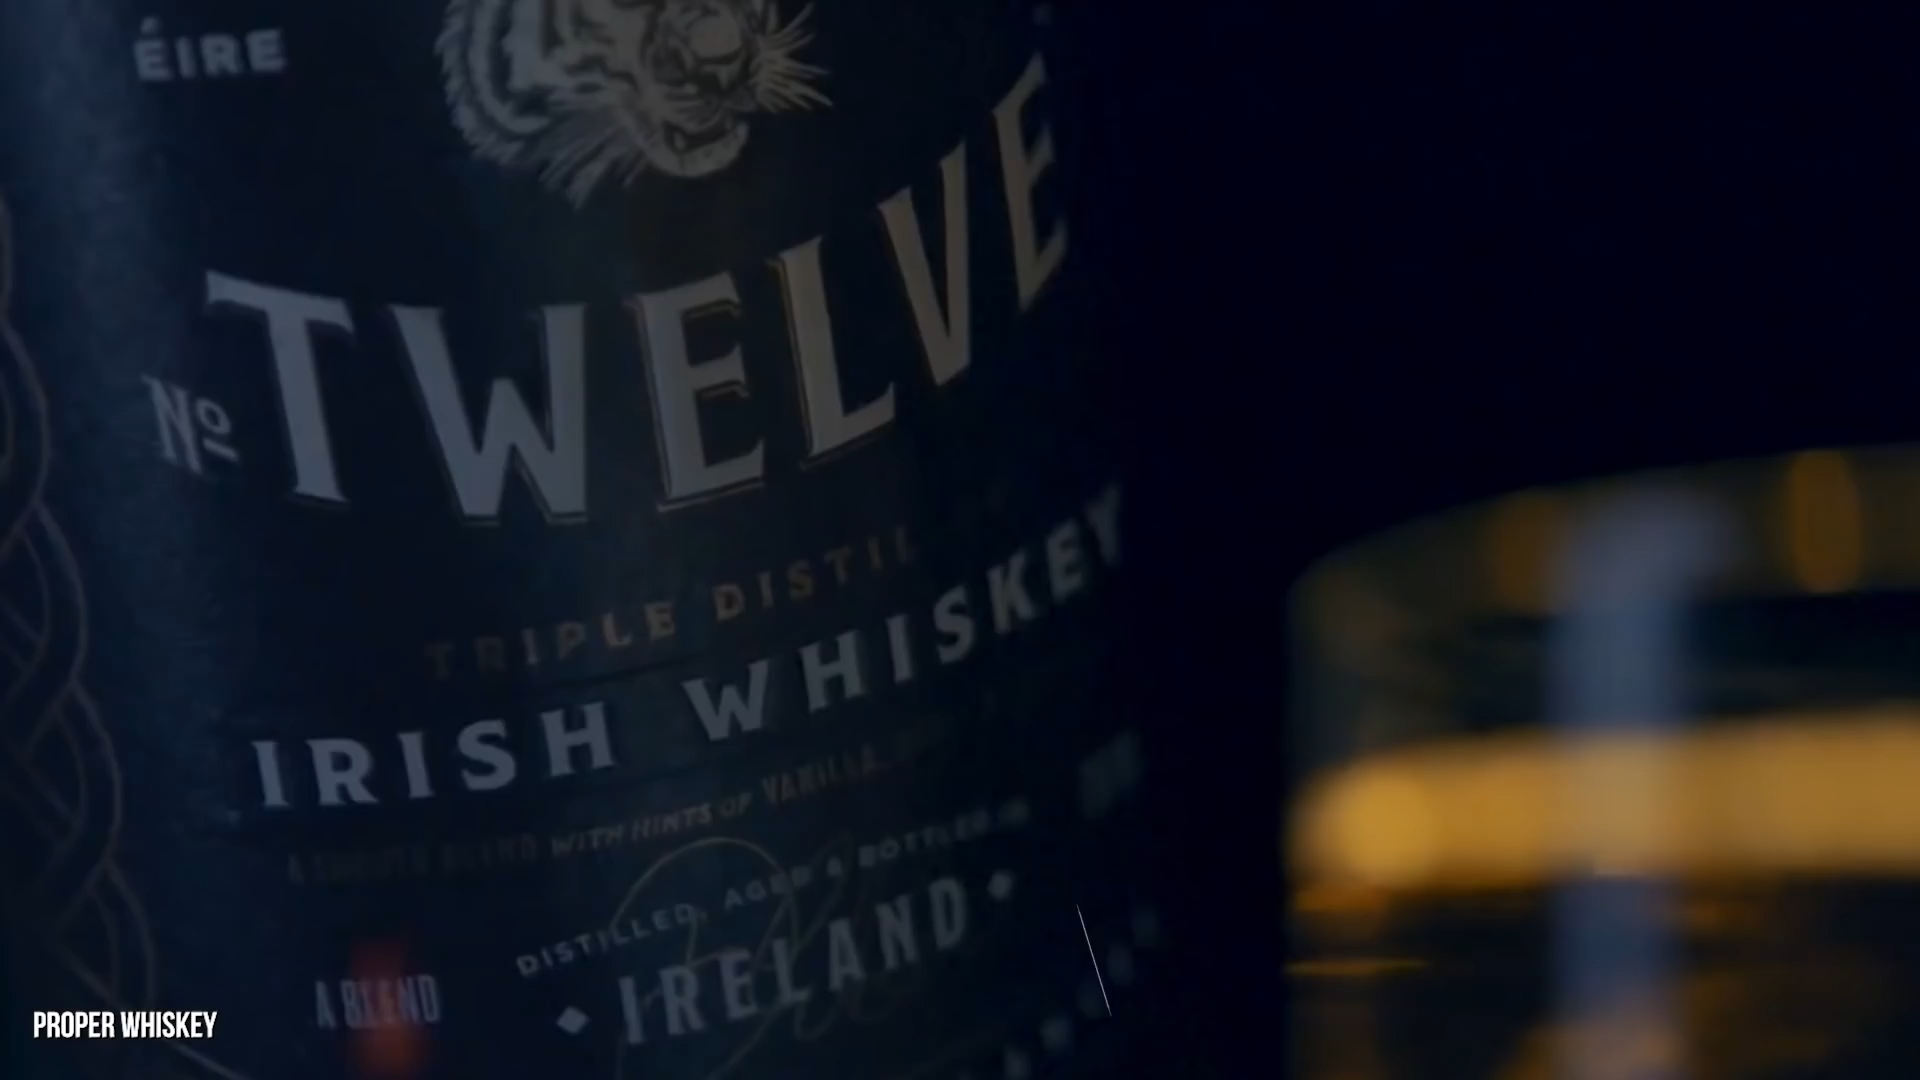 ÉIRE
Nº TWELVE
TRIPLE DISTIL
IRISH WHISKEY
BLEND WITH HINTS OF VANILLA,
DISTILLED, AGED & BOTTLED IN
A BLEND
IRELAND
PROPER WHISKEY